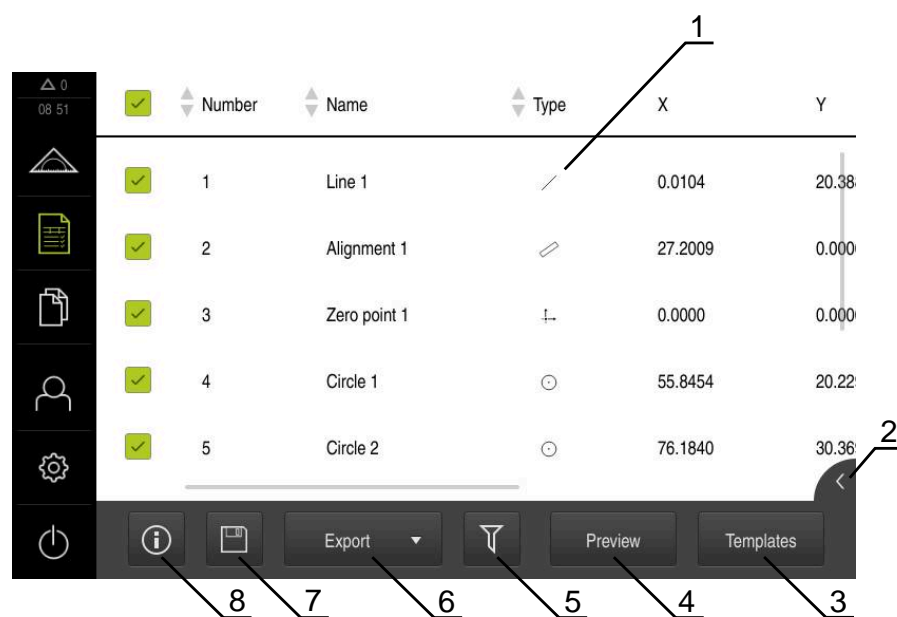 1
△ 0
08 51
Number Name Type X Y
1 Line 1 0.0104 20.38
2 Alignment 1 27.2009 0.000
3 Zero point 1 0.0000 0.000
4 Circle 1 55.8454 20.22
5 Circle 2 76.1840 30.36
2
Export Preview Templates
8 7 6 5 4 3